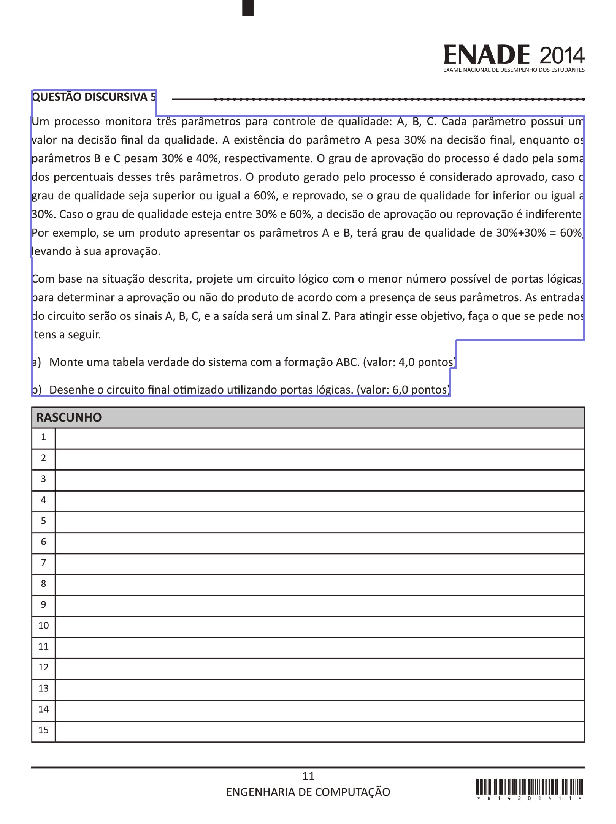 ENADE 2014
EXAME NACIONAL DE DESEMPENHO DOS ESTUDANTES
QUESTÃO DISCURSIVA 5
Um processo monitora três parâmetros para controle de qualidade: A, B, C. Cada parâmetro possui um
valor na decisão final da qualidade. A existência do parâmetro A pesa 30% na decisão final, enquanto os
parâmetros B e C pesam 30% e 40%, respectivamente. O grau de aprovação do processo é dado pela soma
dos percentuais desses três parâmetros. O produto gerado pelo processo é considerado aprovado, caso o
grau de qualidade seja superior ou igual a 60%, e reprovado, se o grau de qualidade for inferior ou igual a
30%. Caso o grau de qualidade esteja entre 30% e 60%, a decisão de aprovação ou reprovação é indiferente.
Por exemplo, se um produto apresentar os parâmetros A e B, terá grau de qualidade de 30%+30% = 60%,
levando à sua aprovação.
Com base na situação descrita, projete um circuito lógico com o menor número possível de portas lógicas,
para determinar a aprovação ou não do produto de acordo com a presença de seus parâmetros. As entradas
do circuito serão os sinais A, B, C, e a saída será um sinal Z. Para atingir esse objetivo, faça o que se pede nos
itens a seguir.
a) Monte uma tabela verdade do sistema com a formação ABC. (valor: 4,0 pontos)
b) Desenhe o circuito final otimizado utilizando portas lógicas. (valor: 6,0 pontos)
RASCUNHO
1
2
3
4
5
6
7
8
9
10
11
12
13
14
15
11
ENGENHARIA DE COMPUTAÇÃO